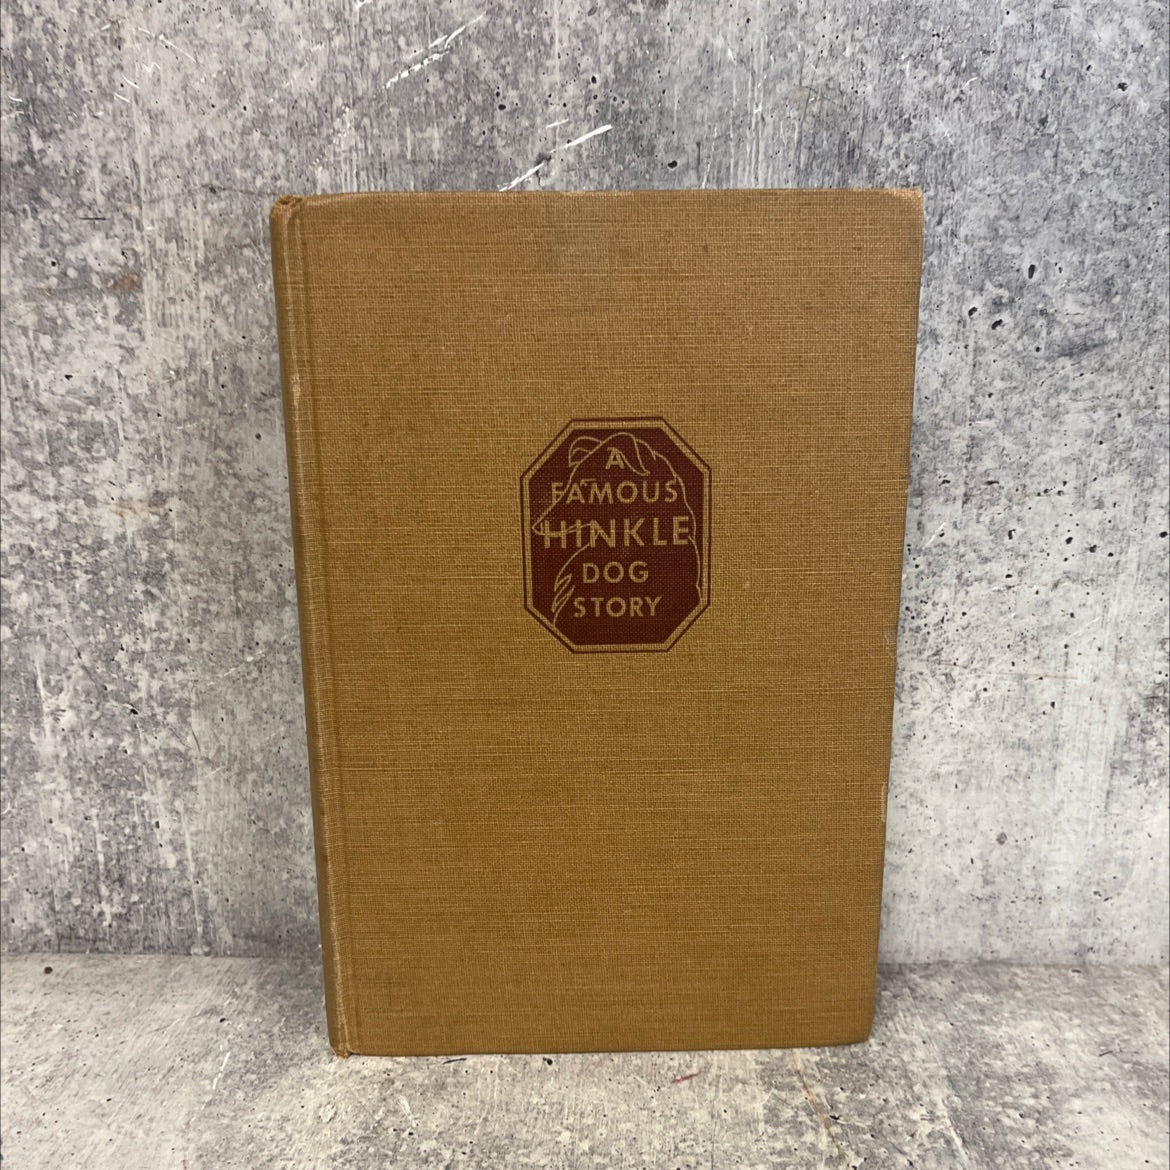 A
FAMOUS
HINKLE
DOG
STORY